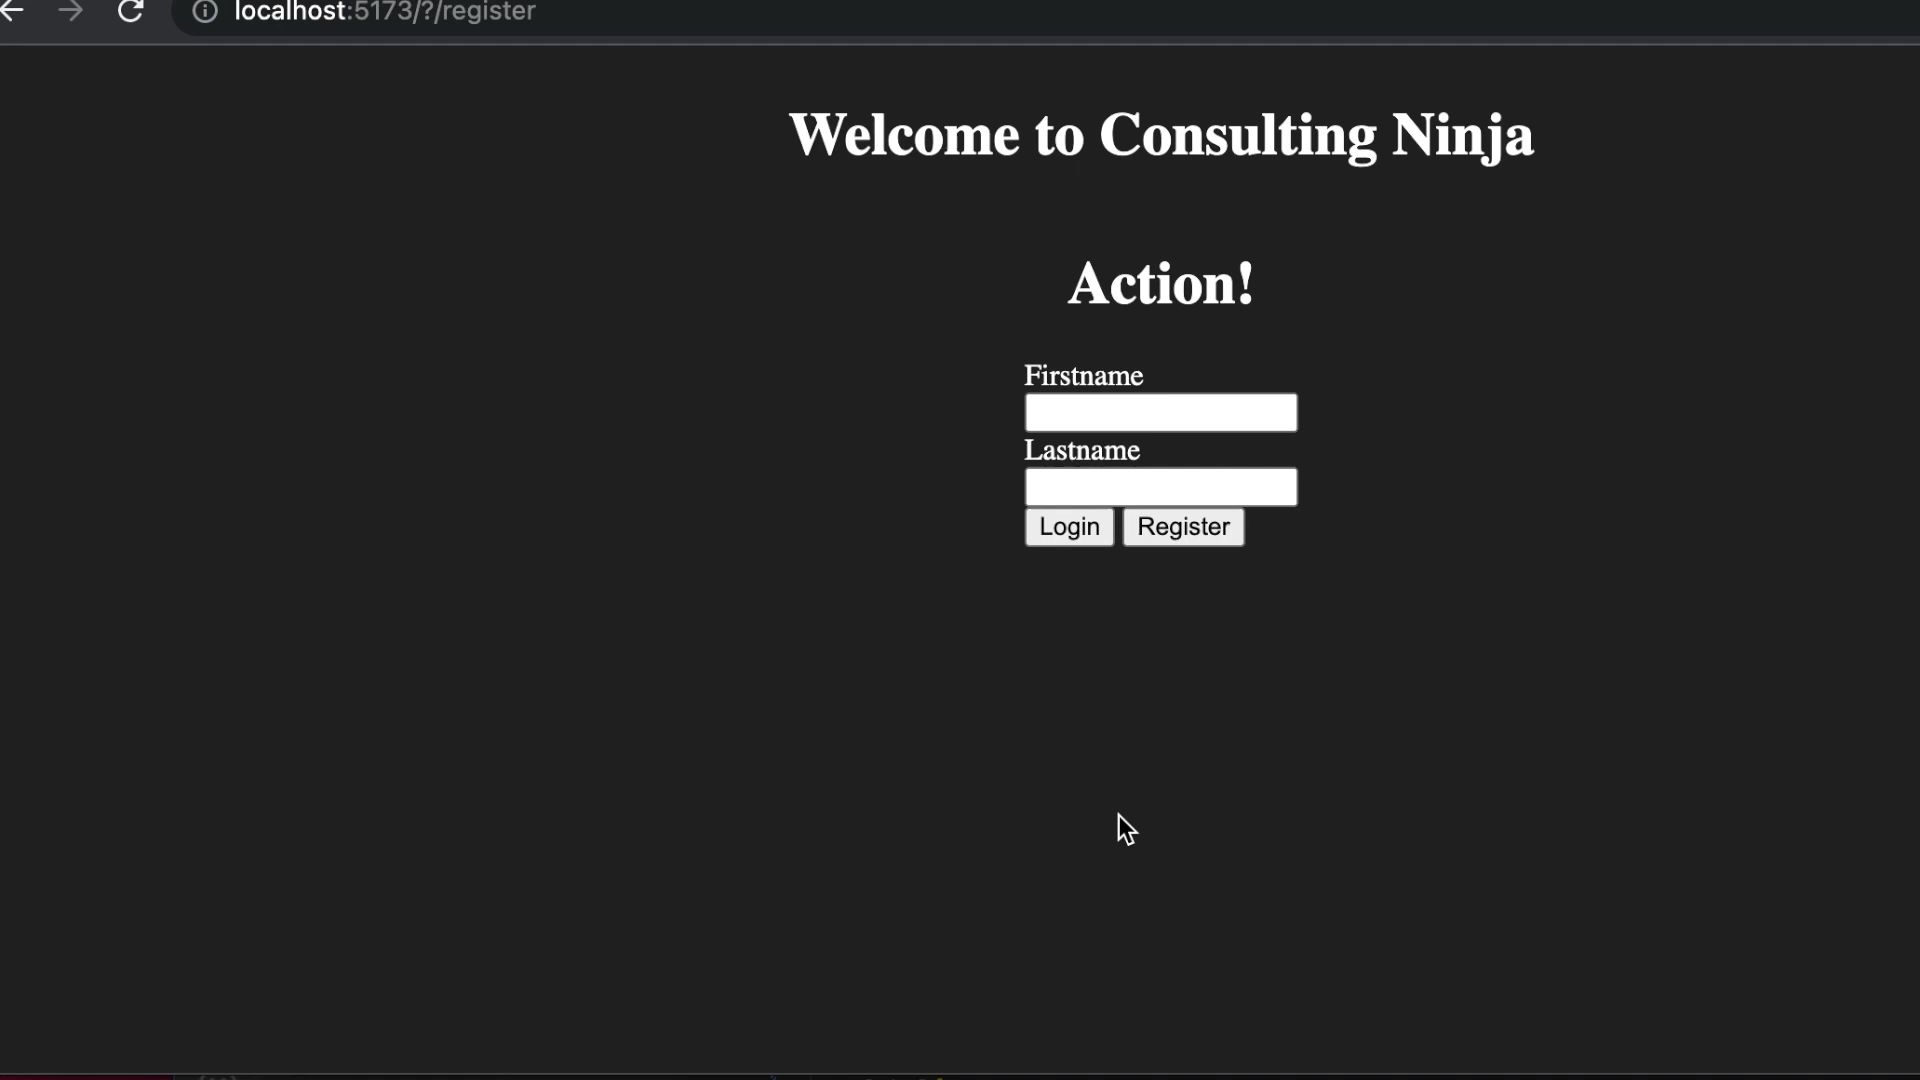 localhost:5173/?/register
Welcome to Consulting Ninja
Action!
Firstname
Lastname
Login Register